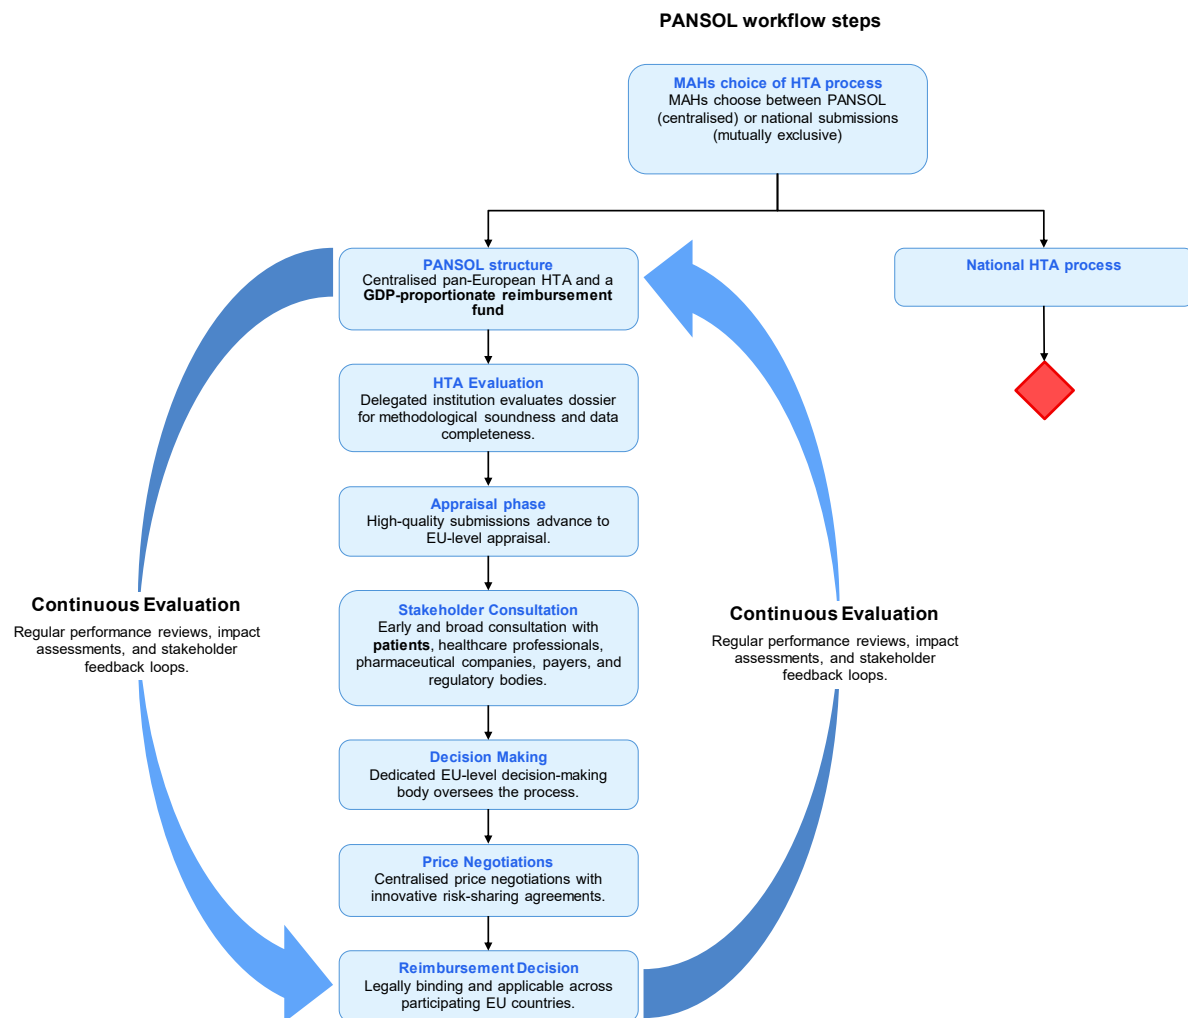 PANSOL workflow steps
MAHs choice of HTA process
MAHs choose between PANSOL
(centralised) or national submissions
(mutually exclusive)
PANSOL structure
Centralised pan-European HTA and a
GDP-proportionate reimbursement
fund
National HTA process
HTA Evaluation
Delegated institution evaluates dossier
for methodological soundness and data
completeness.
Appraisal phase
High-quality submissions advance to
EU-level appraisal.
Continuous Evaluation
Regular performance reviews, impact
assessments, and stakeholder
feedback loops.
Stakeholder Consultation
Early and broad consultation with
patients, healthcare professionals,
pharmaceutical companies, payers, and
regulatory bodies.
Continuous Evaluation
Regular performance reviews, impact
assessments, and stakeholder
feedback loops.
Decision Making
Dedicated EU-level decision-making
body oversees the process.
Price Negotiations
Centralised price negotiations with
innovative risk-sharing agreements.
Reimbursement Decision
Legally binding and applicable across
participating EU countries.